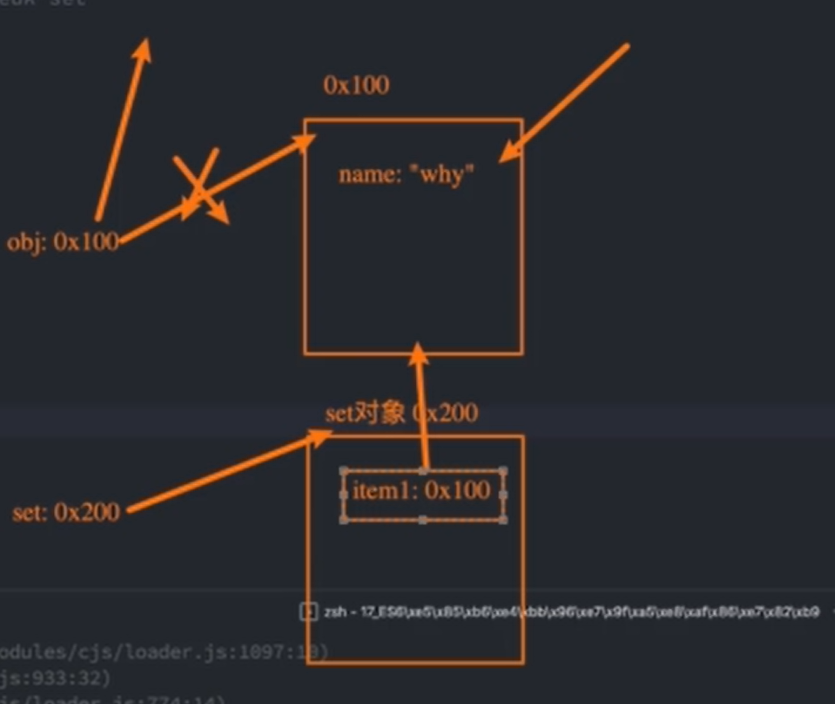 0x100
name: "why"
obj: 0x100
set对象 0x200
item1: 0x100
set: 0x200
zsh - 17_ES6\xe5\x85\xb6\xe4\xbb\x96\xe7\x9f\xa5\xe8\xaf\x86\xe7\x82\xb9
odules/cjs/loader.js:1097:10)
js:933:32)
js/loader.js:774:14)